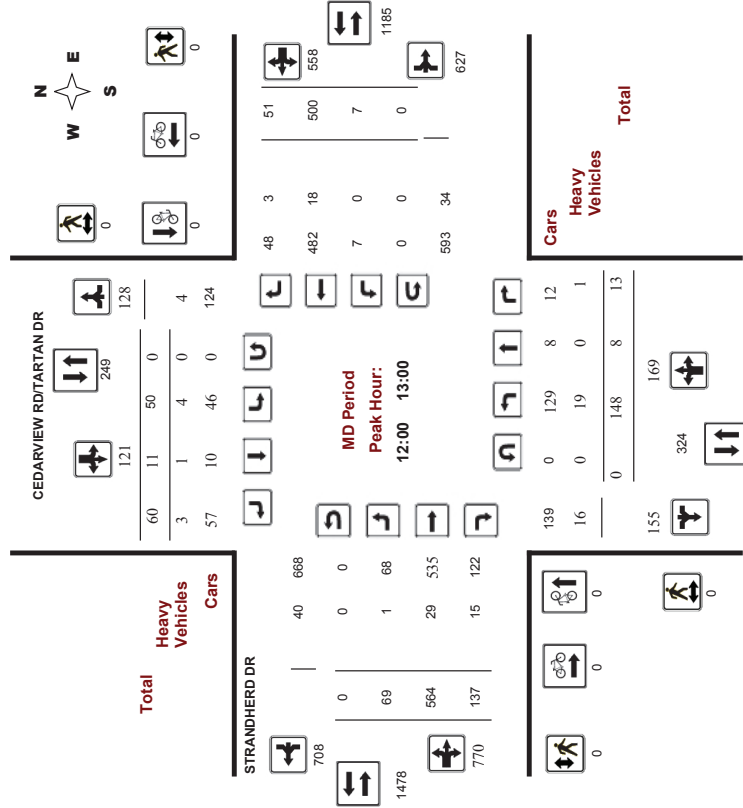 N
W E
S
0
0
0
0
CEDARVIEW RD/TARTAN DR
249
121
128
60 11 50 0
3 1 4 0 4
57 10 46 0 124
Total
Heavy
Vehicles
Cars
1185
558
627
48 3 51
482 18 500
7 0 7
0 0 0
593 34
MD Period
Peak Hour:
12:00 13:00
STRANDHERD DR
708
1478
770
40 668
0 0 0
69 1 68
564 29 535
137 15 122
Cars
Heavy
Vehicles
Total
139 0 129 8 12
16 0 19 0 1
0 148 8 13
155
169
324
0
0
0
0